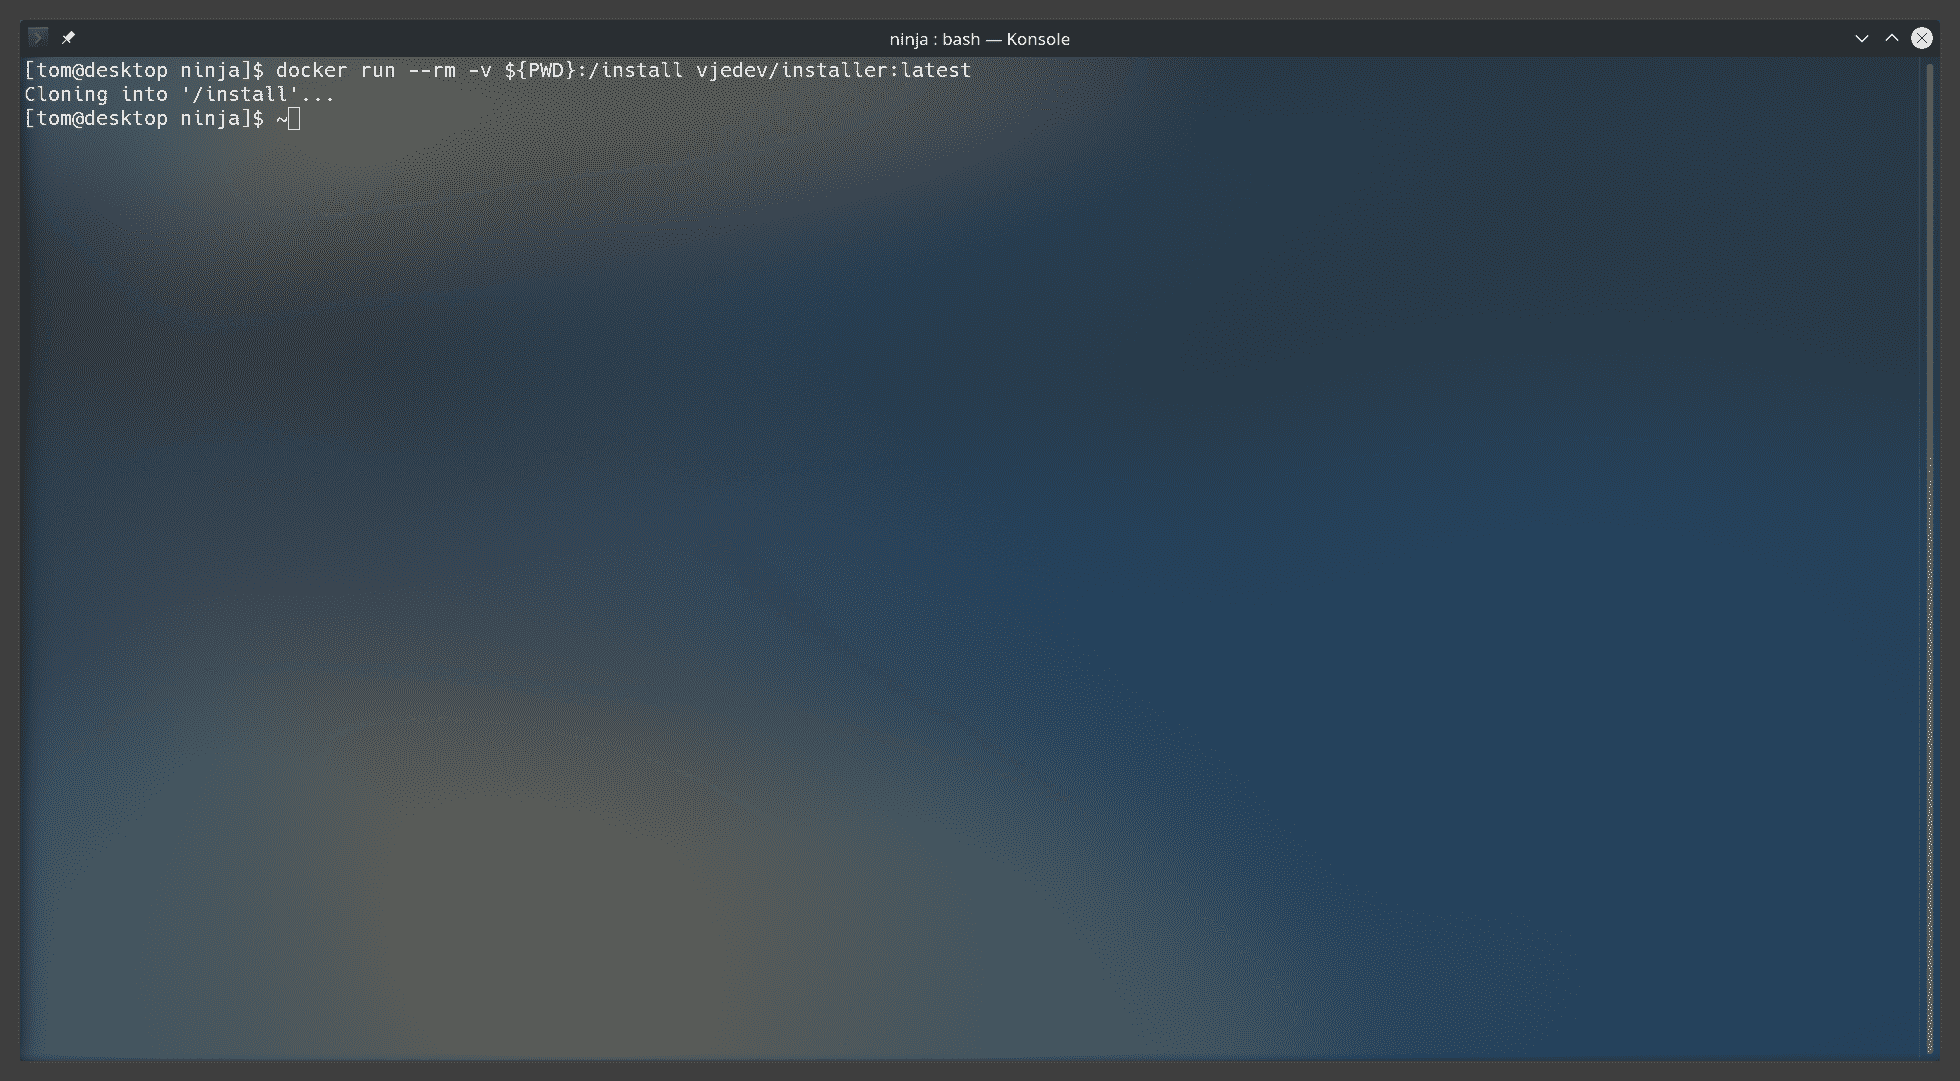 ninja : bash — Konsole
[tom@desktop ninja]$ docker run --rm -v ${PWD}:/install vjedev/installer:latest
Cloning into '/install'...
[tom@desktop ninja]$ ~